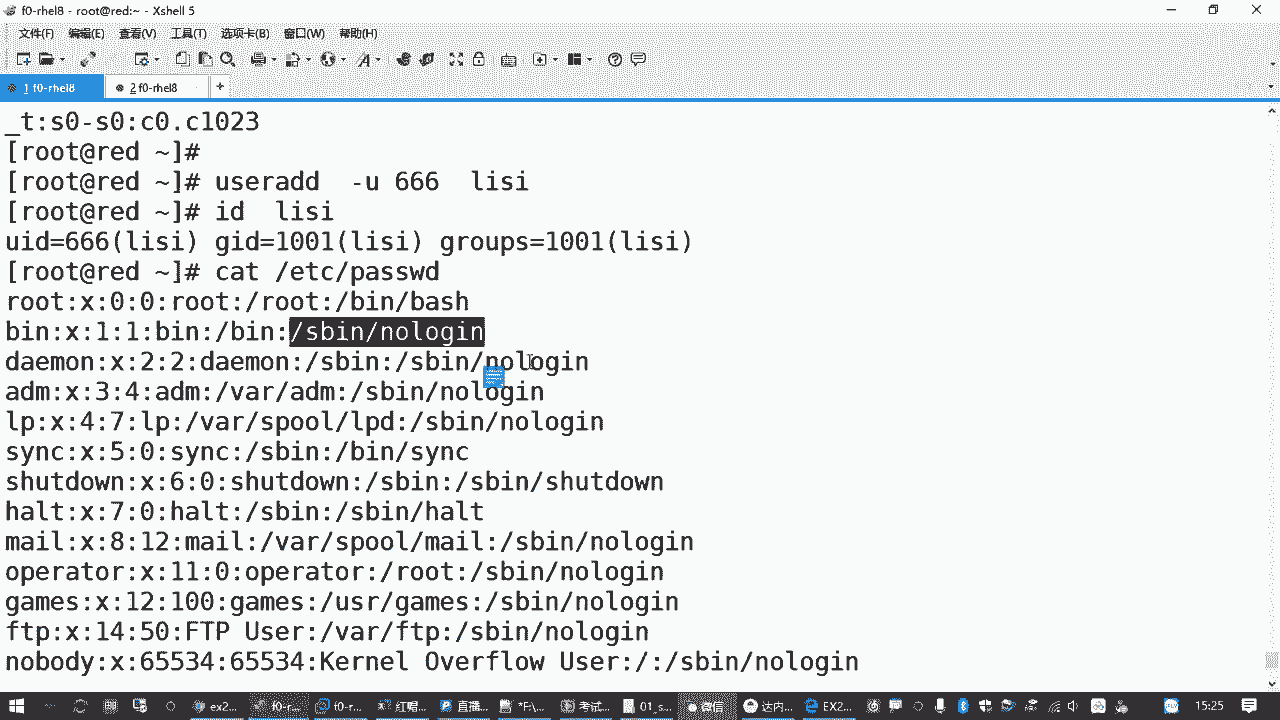 f0-rhel8 - root@red:~ - Xshell 5
文件(F) 编辑(E) 查看(V) 工具(T) 选项卡(B) 窗口(W) 帮助(H)
1 f0-rhel8 2 f0-rhel8 +
_t:s0-s0:c0.c1023
[root@red ~]#
[root@red ~]# useradd  -u 666  lisi
[root@red ~]# id  lisi
uid=666(lisi) gid=1001(lisi) groups=1001(lisi)
[root@red ~]# cat /etc/passwd
root:x:0:0:root:/root:/bin/bash
bin:x:1:1:bin:/bin:/sbin/nologin
daemon:x:2:2:daemon:/sbin:/sbin/nologin
adm:x:3:4:adm:/var/adm:/sbin/nologin
lp:x:4:7:lp:/var/spool/lpd:/sbin/nologin
sync:x:5:0:sync:/sbin:/bin/sync
shutdown:x:6:0:shutdown:/sbin:/sbin/shutdown
halt:x:7:0:halt:/sbin:/sbin/halt
mail:x:8:12:mail:/var/spool/mail:/sbin/nologin
operator:x:11:0:operator:/root:/sbin/nologin
games:x:12:100:games:/usr/games:/sbin/nologin
ftp:x:14:50:FTP User:/var/ftp:/sbin/nologin
nobody:x:65534:65534:Kernel Overflow User:/:/sbin/nologin
ex2... f0-r... f0-r... 红帽... 直播... *F:\... 考试... 01_s... 微信 达内... EX2... 15:25